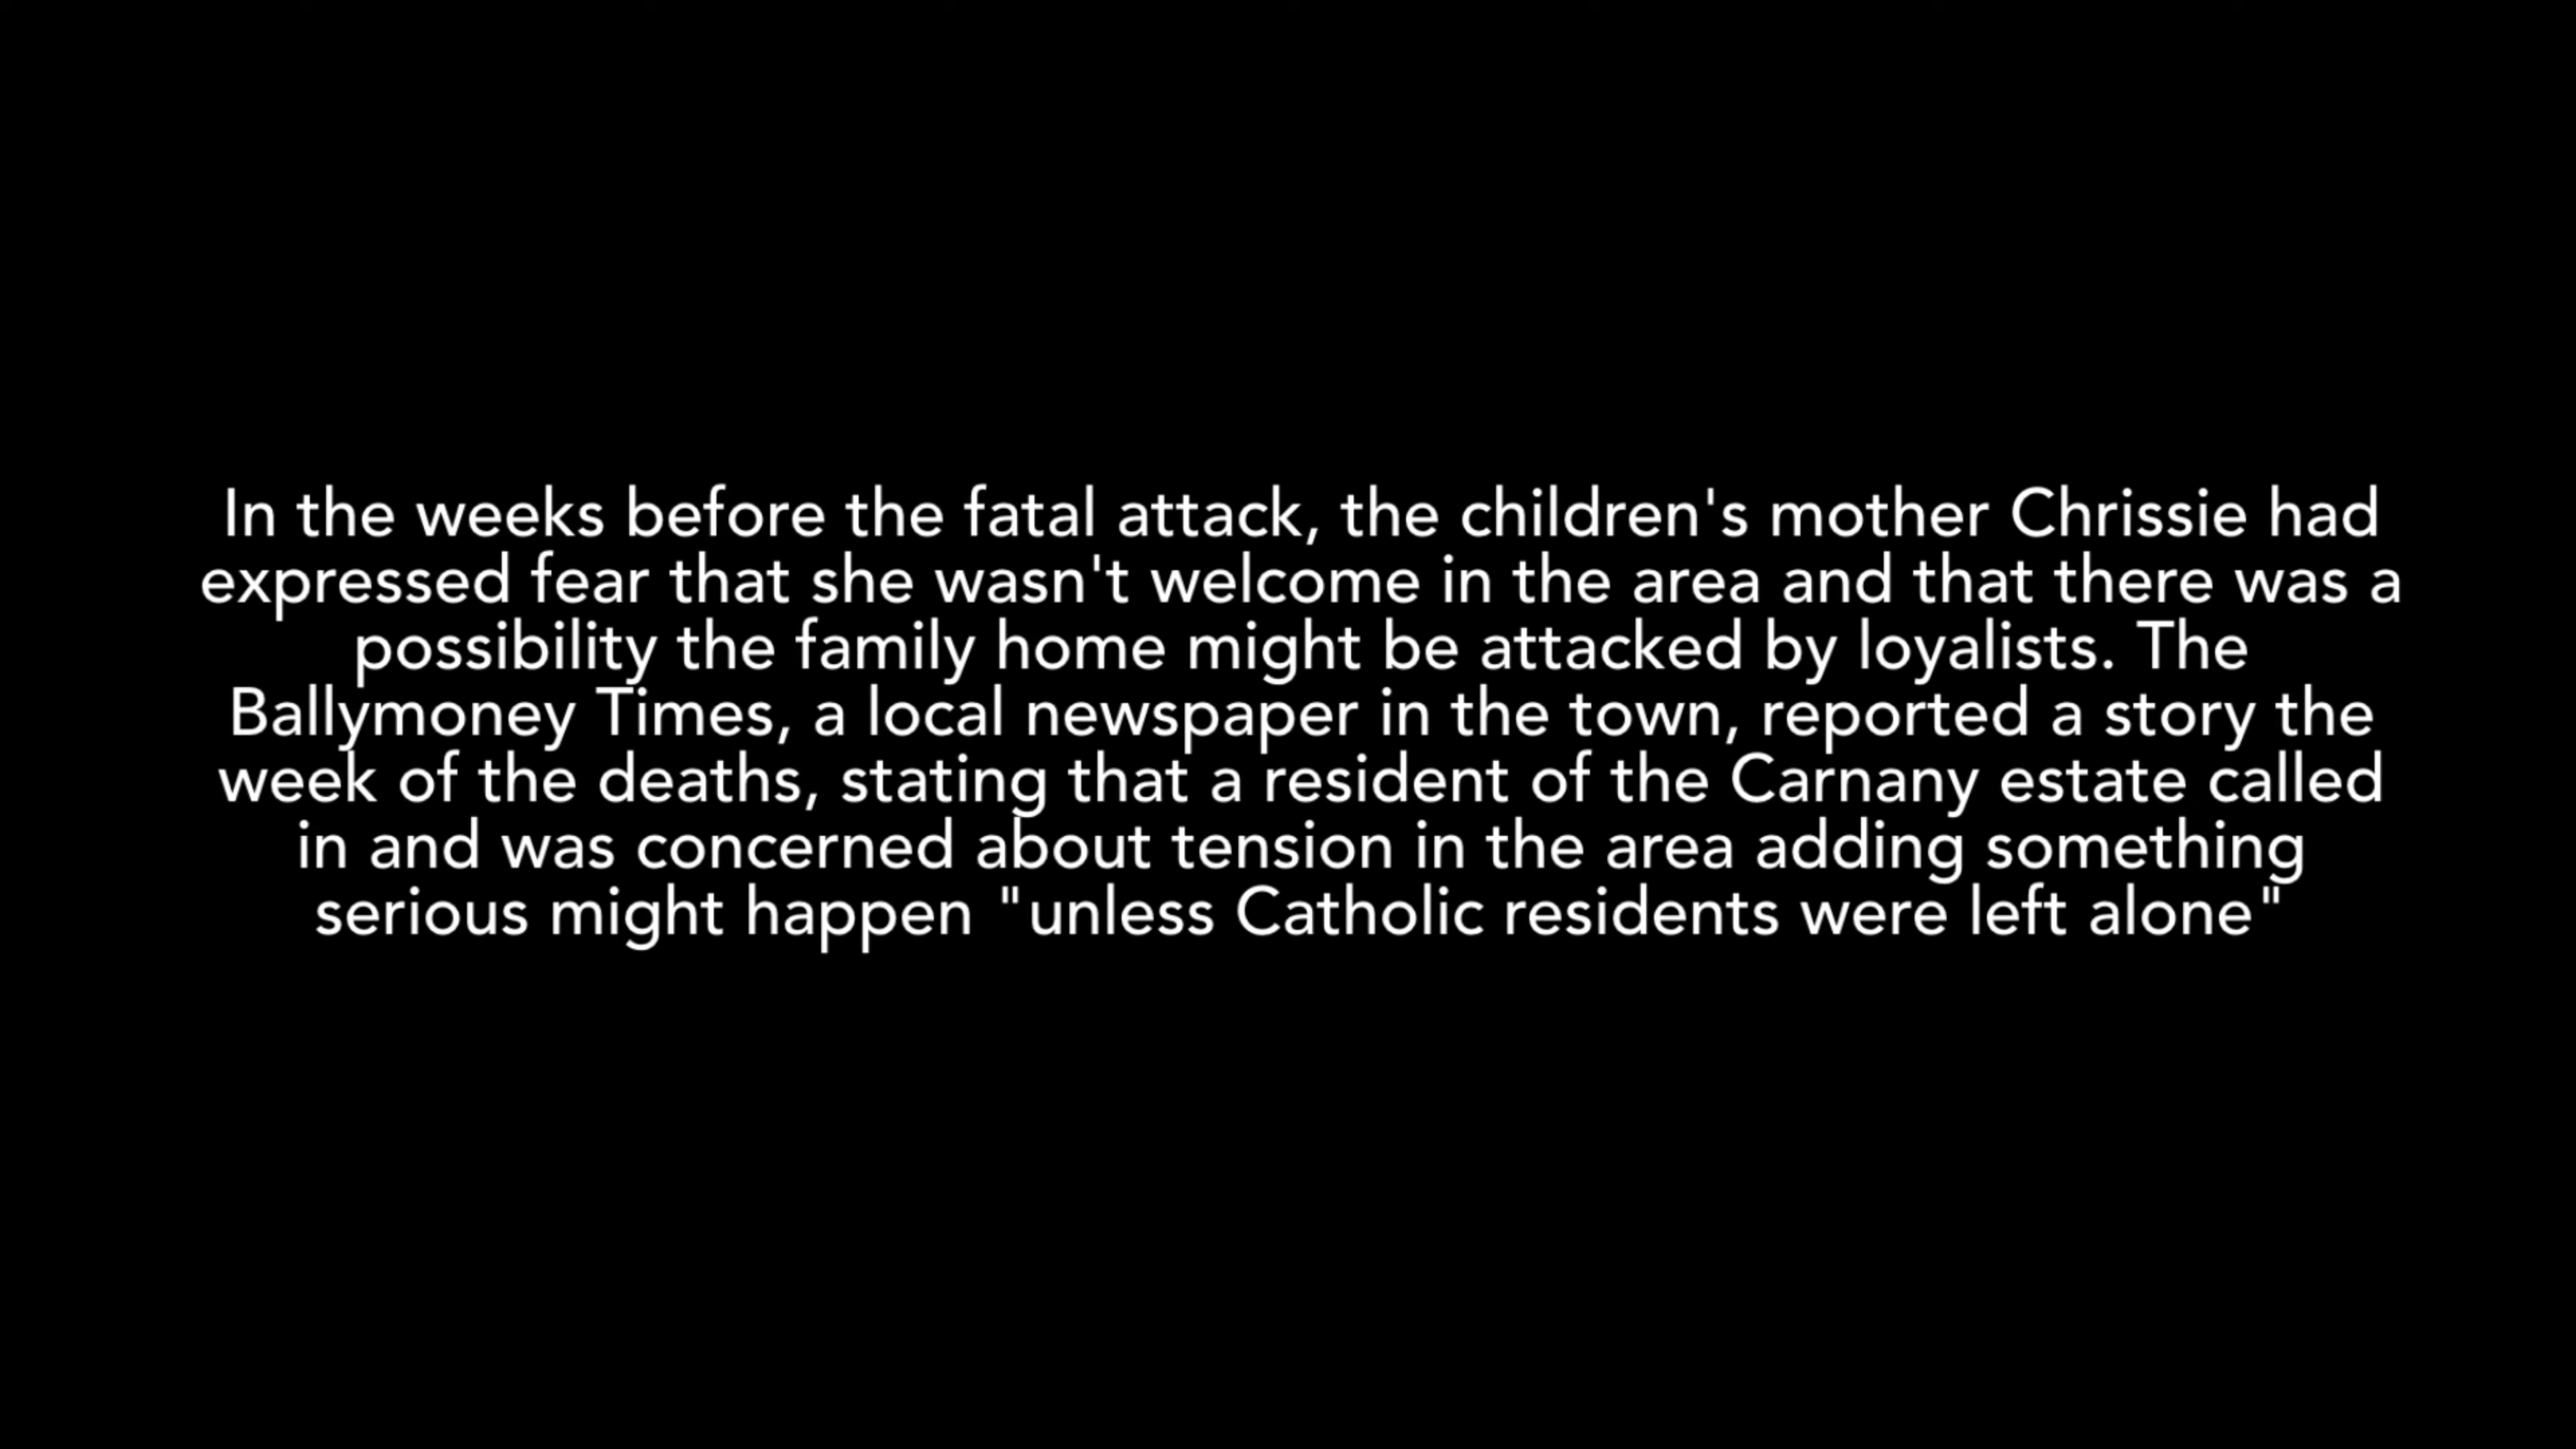 In the weeks before the fatal attack, the children's mother Chrissie had
expressed fear that she wasn't welcome in the area and that there was a
possibility the family home might be attacked by loyalists. The
Ballymoney Times, a local newspaper in the town, reported a story the
week of the deaths, stating that a resident of the Carnany estate called
in and was concerned about tension in the area adding something
serious might happen "unless Catholic residents were left alone"